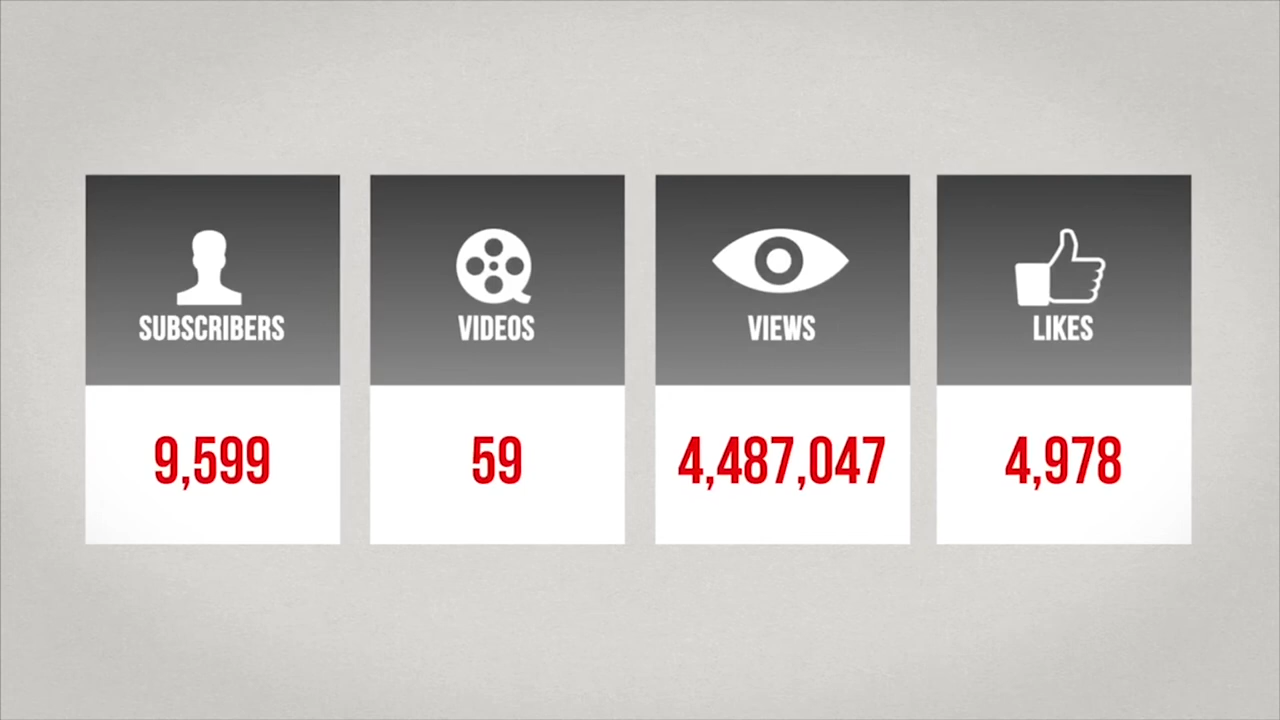 SUBSCRIBERS
9,599
VIDEOS
59
VIEWS
4,487,047
LIKES
4,978